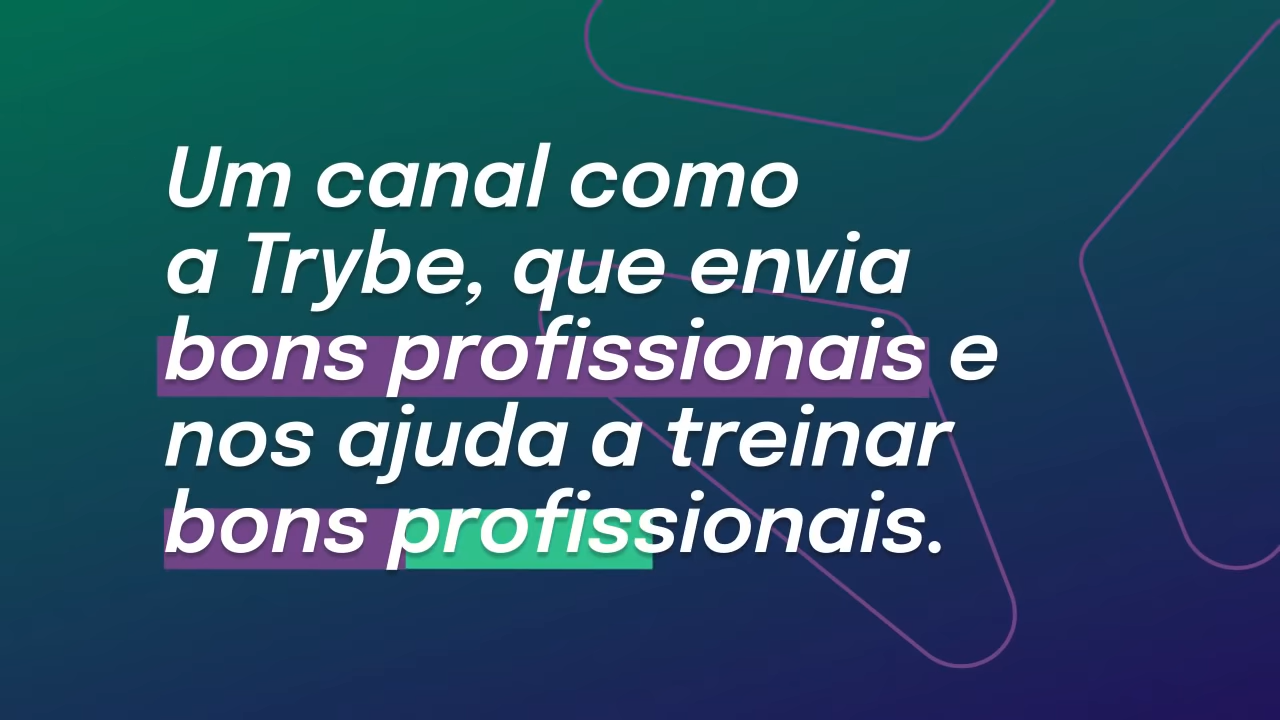 Um canal como
a Trybe, que envia
bons profissionais e
nos ajuda a treinar
bons profissionais.